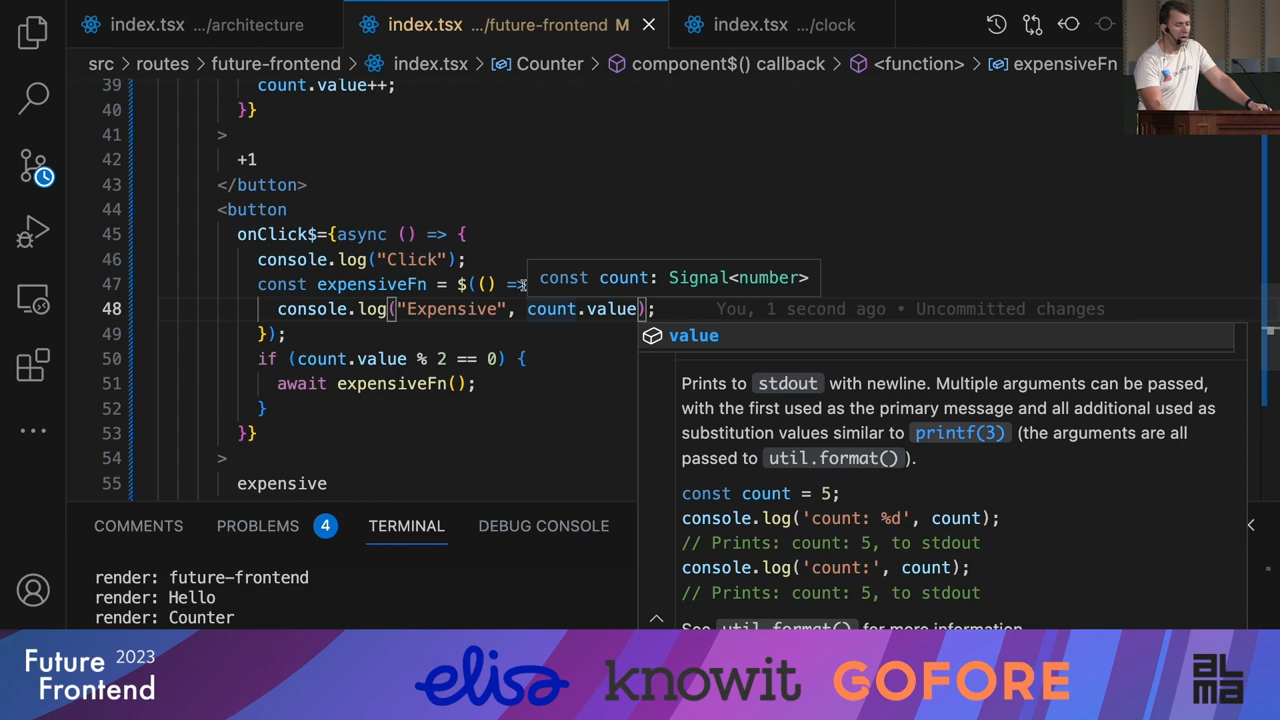 index.tsx .../architecture
index.tsx .../future-frontend M
index.tsx .../clock
src > routes > future-frontend > index.tsx > Counter > component$() callback > <function> > expensiveFn
39 count.value++;
40 }}
41 >
42 +1
43 </button>
44 <button
45 onClick$={async () => {
46 console.log("Click");
47 const expensiveFn = $(() =>
const count: Signal<number>
48 console.log("Expensive", count.value); You, 1 second ago • Uncommitted changes
49 });
50 if (count.value % 2 == 0) {
51 await expensiveFn();
52 }
53 }}
54 >
55 expensive
value
Prints to stdout with newline. Multiple arguments can be passed,
with the first used as the primary message and all additional used as
substitution values similar to printf(3) (the arguments are all
passed to util.format() ).
const count = 5;
console.log('count: %d', count);
// Prints: count: 5, to stdout
console.log('count:', count);
// Prints: count: 5, to stdout
See util.format() for more information
COMMENTS PROBLEMS 4 TERMINAL DEBUG CONSOLE
render: future-frontend
render: Hello
render: Counter
Future 2023
Frontend
elisa
knowit
GOFORE
ALMA